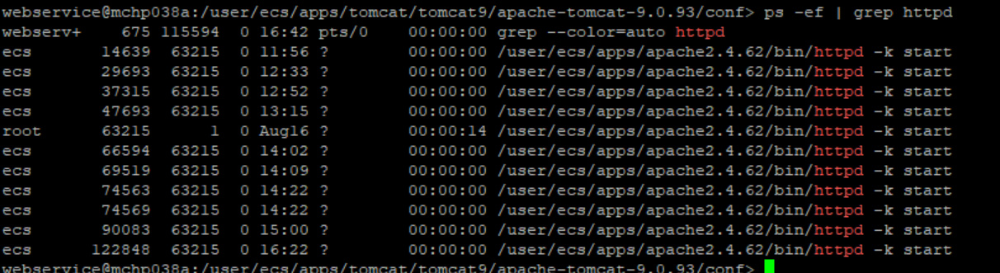 webservice@mchp038a:/user/ecs/apps/tomcat/tomcat9/apache-tomcat-9.0.93/conf> ps -ef | grep httpd
webserv+    675 115594  0 16:42 pts/0    00:00:00 grep --color=auto httpd
ecs       14639  63215  0 11:56 ?        00:00:00 /user/ecs/apps/apache2.4.62/bin/httpd -k start
ecs       29693  63215  0 12:33 ?        00:00:00 /user/ecs/apps/apache2.4.62/bin/httpd -k start
ecs       37315  63215  0 12:52 ?        00:00:00 /user/ecs/apps/apache2.4.62/bin/httpd -k start
ecs       47693  63215  0 13:15 ?        00:00:00 /user/ecs/apps/apache2.4.62/bin/httpd -k start
root      63215      1  0 Aug16 ?        00:00:14 /user/ecs/apps/apache2.4.62/bin/httpd -k start
ecs       66594  63215  0 14:02 ?        00:00:00 /user/ecs/apps/apache2.4.62/bin/httpd -k start
ecs       69519  63215  0 14:09 ?        00:00:00 /user/ecs/apps/apache2.4.62/bin/httpd -k start
ecs       74563  63215  0 14:22 ?        00:00:00 /user/ecs/apps/apache2.4.62/bin/httpd -k start
ecs       74569  63215  0 14:22 ?        00:00:00 /user/ecs/apps/apache2.4.62/bin/httpd -k start
ecs       90083  63215  0 15:00 ?        00:00:00 /user/ecs/apps/apache2.4.62/bin/httpd -k start
ecs      122848  63215  0 16:22 ?        00:00:00 /user/ecs/apps/apache2.4.62/bin/httpd -k start
webservice@mchp038a:/user/ecs/apps/tomcat/tomcat9/apache-tomcat-9.0.93/conf>